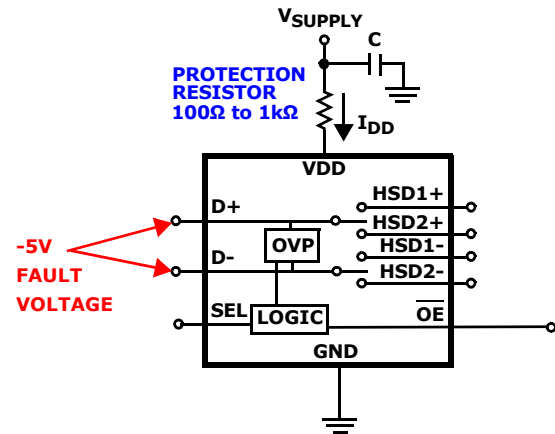 VSUPPLY
C
PROTECTION
RESISTOR
100Ω to 1kΩ
IDD
VDD
D+
HSD1+
HSD2+
OVP
HSD1-
D-
HSD2-
-5V
FAULT
VOLTAGE
SEL
LOGIC
OE
GND